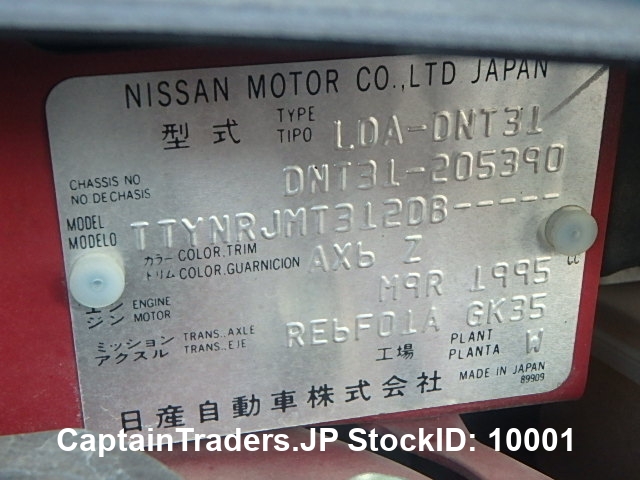 NISSAN MOTOR CO.,LTD JAPAN
型式 TYPE TIPO LDA-DNT31
CHASSIS NO NO DE CHASIS DNT31-205390
MODEL MODELO TTYNRJMT312DB-----
カラー COLOR,TRIM
トリム COLOR,GUARNICION AX6 Z
エンジン ENGINE MOTOR M9R 1995 CC
ミッション TRANS.,AXLE
アクスル TRANS.,EJE RE6F01A GK35
工場 PLANT PLANTA W
日産自動車株式会社 MADE IN JAPAN
89909
CaptainTraders.JP StockID: 10001